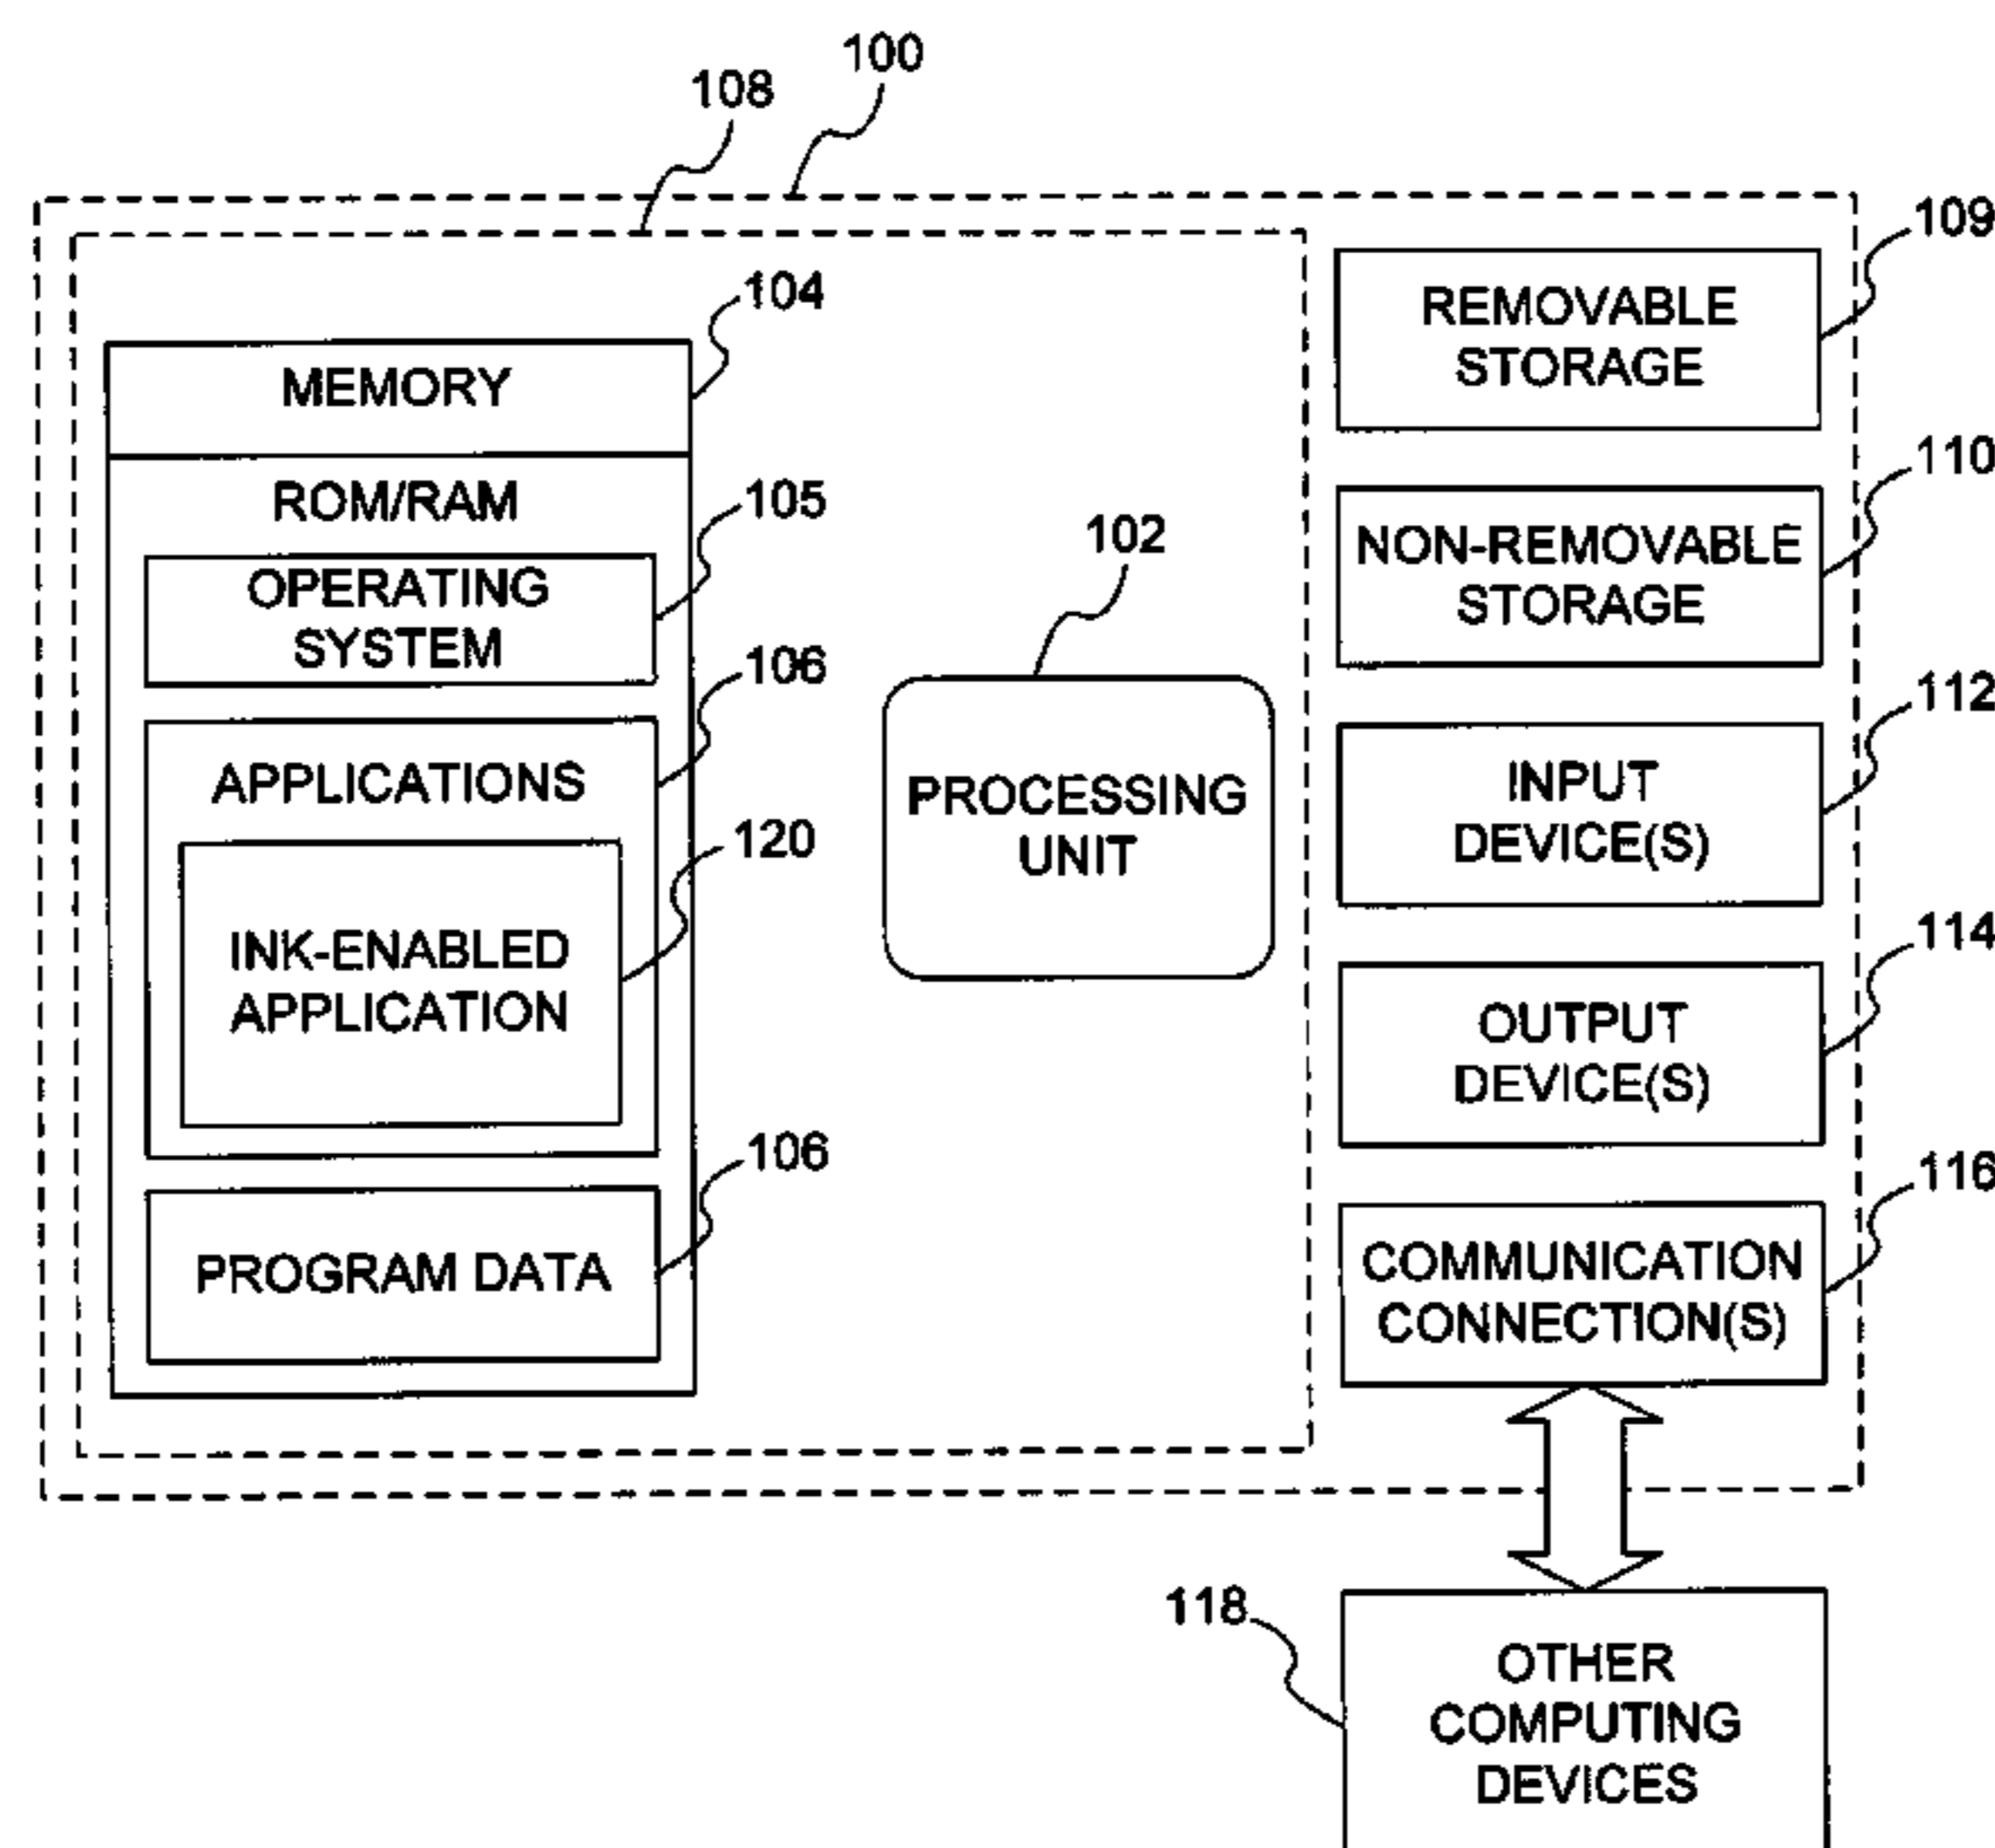 100
108
109
REMOVABLE
STORAGE
104
MEMORY
110
NON-REMOVABLE
STORAGE
ROM/RAM
105
OPERATING
SYSTEM
102
PROCESSING
UNIT
106
APPLICATIONS
112
INPUT
DEVICE(S)
120
INK-ENABLED
APPLICATION
114
OUTPUT
DEVICE(S)
106
PROGRAM DATA
116
COMMUNICATION
CONNECTION(S)
118
OTHER
COMPUTING
DEVICES